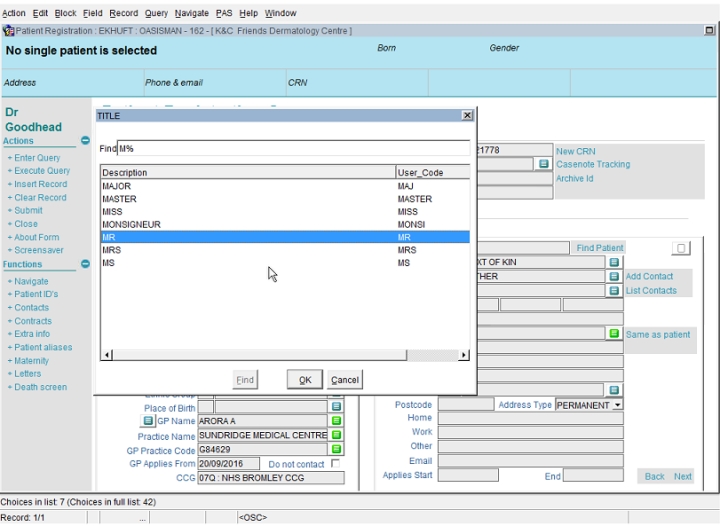 Action Edit Block Field Record Query Navigate PAS Help Window
Patient Registration : EKHUFT : OASISMAN - 162 - [ K&C Friends Dermatology Centre ]
No single patient is selected
Born
Gender
Address
Phone & email
CRN
Dr
Goodhead
Actions
+ Enter Query
+ Execute Query
+ Insert Record
+ Clear Record
+ Submit
+ Close
+ About Form
+ Screensaver
Functions
+ Navigate
+ Patient ID's
+ Contacts
+ Contracts
+ Extra info
+ Patient aliases
+ Maternity
+ Letters
+ Death screen
TITLE
Find M%
Description User_Code
MAJOR MAJ
MASTER MASTER
MISS MISS
MONSIGNEUR MONSI
MR MR
MRS MRS
MS MS
Find OK Cancel
21778 New CRN
Casenote Tracking
Archive Id
Find Patient
XT OF KIN
THER Add Contact
List Contacts
Same as patient
Place of Birth
GP Name ARORA A
Practice Name SUNDRIDGE MEDICAL CENTRE
GP Practice Code G84629
GP Applies From 20/09/2016 Do not contact
CCG 07Q : NHS BROMLEY CCG
Postcode Address Type PERMANENT
Home
Work
Other
Email
Applies Start End Back Next
Choices in list: 7 (Choices in full list: 42)
Record: 1/1 ... <OSC>